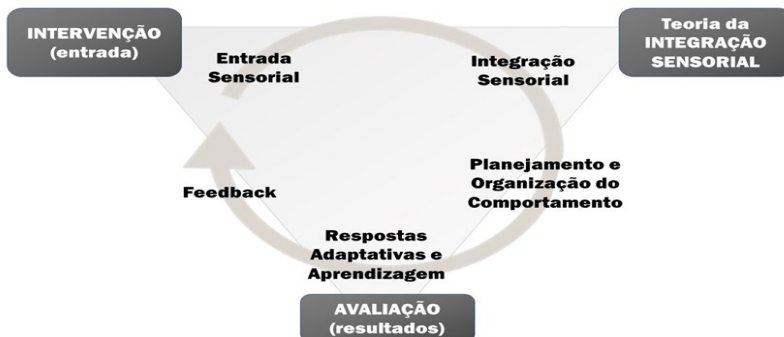 INTERVENÇÃO
(entrada)
Teoria da
INTEGRAÇÃO
SENSORIAL
Entrada
Sensorial
Integração
Sensorial
Planejamento e
Organização do
Comportamento
Feedback
Respostas
Adaptativas e
Aprendizagem
AVALIAÇÃO
(resultados)